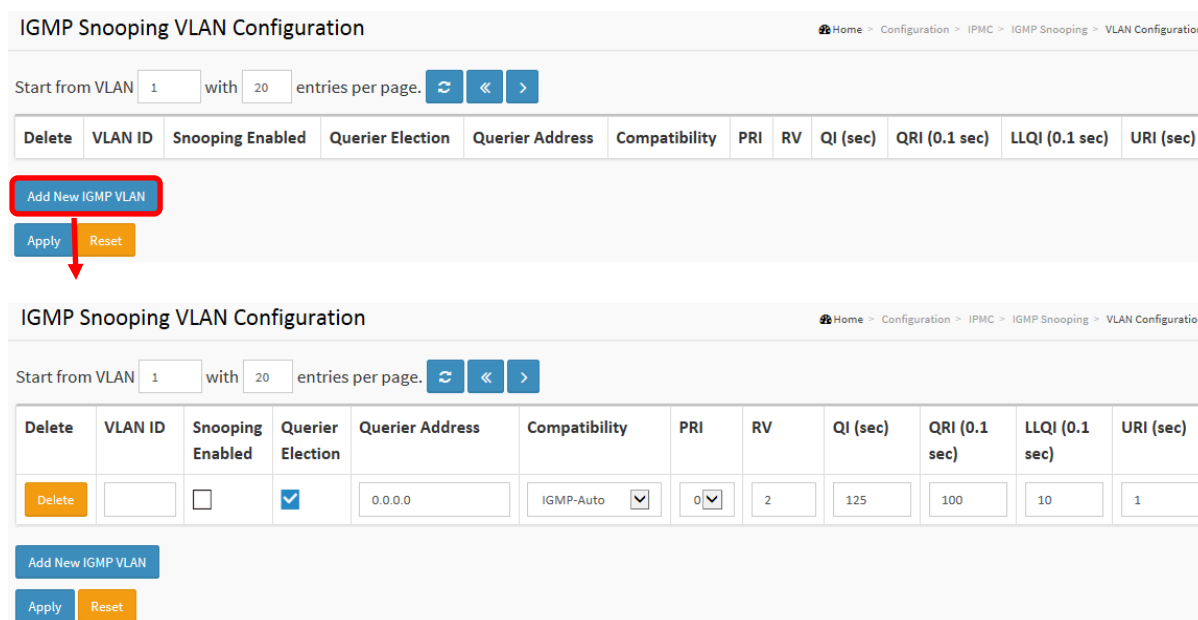 IGMP Snooping VLAN Configuration
Home > Configuration > IPMC > IGMP Snooping > VLAN
Start from VLAN 1 with 20 entries per page.
Delete VLAN ID Snooping Enabled Querier Election Querier Address Compatibility PRI RV QI (sec) QRI (0.1 sec) LLQI (0.1 sec) URI (sec)
Add New IGMP VLAN
Apply Reset
IGMP Snooping VLAN Configuration
Home > Configuration > IPMC > IGMP Snooping > VLAN
Start from VLAN 1 with 20 entries per page.
Delete VLAN ID Snooping Querier Querier Address Compatibility PRI RV QI (sec) QRI (0.1 LLQI (0.1 URI (sec)
Enabled Election sec) sec)
Delete 0.0.0.0 IGMP-Auto 0 2 125 100 10 1
Add New IGMP VLAN
Apply Reset